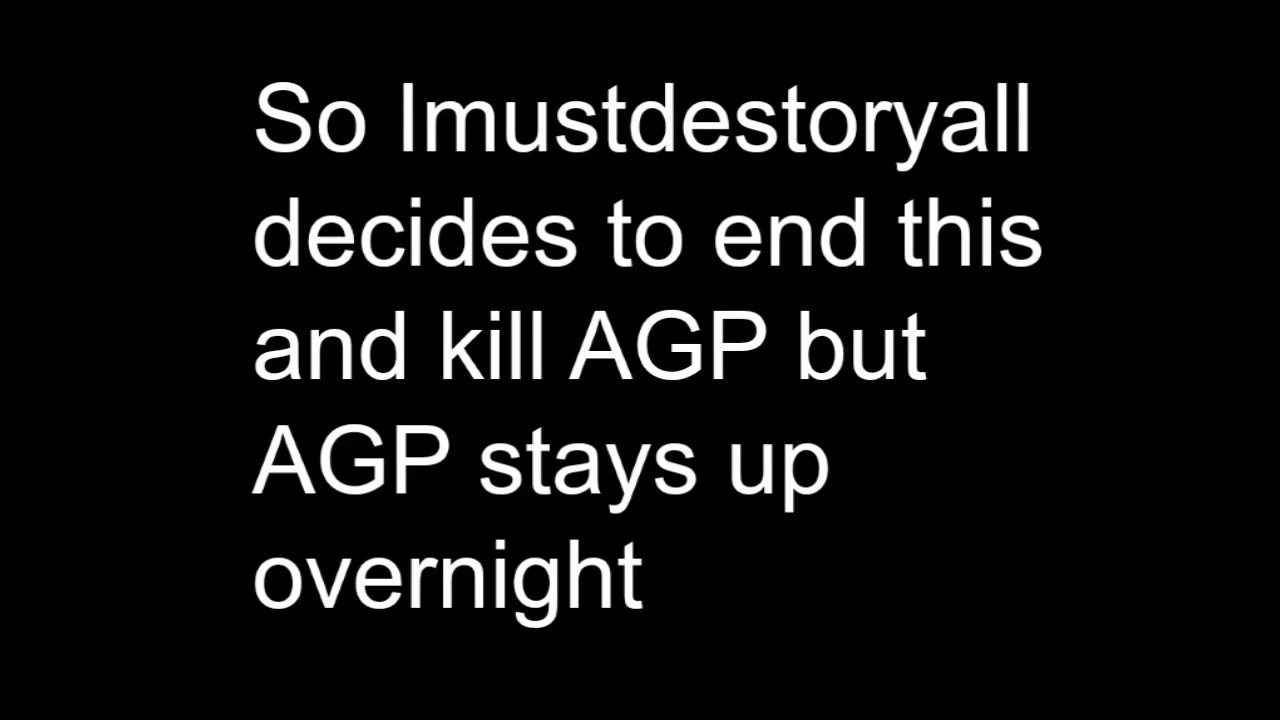 So Imustdestoryall
decides to end this
and kill AGP but
AGP stays up
overnight